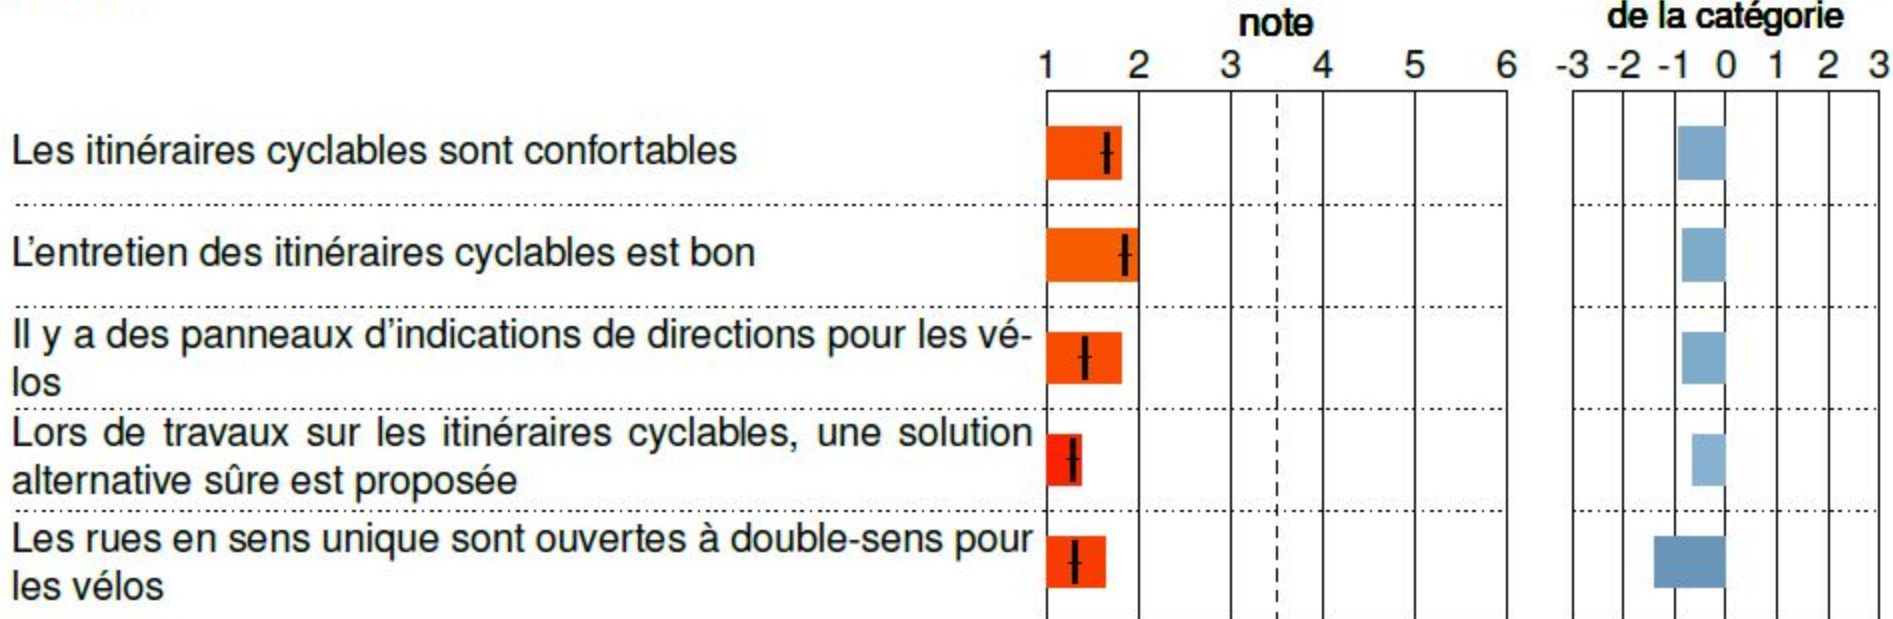 note
de la catégorie
1 2 3 4 5 6
-3 -2 -1 0 1 2 3
Les itinéraires cyclables sont confortables
L'entretien des itinéraires cyclables est bon
Il y a des panneaux d'indications de directions pour les vé-
los
Lors de travaux sur les itinéraires cyclables, une solution
alternative sûre est proposée
Les rues en sens unique sont ouvertes à double-sens pour
les vélos